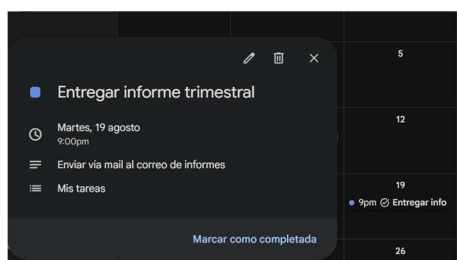 Entregar informe trimestral
Martes, 19 agosto
9:00pm
Enviar vía mail al correo de informes
Mis tareas
Marcar como completada
5
12
19
9pm Entregar info
26